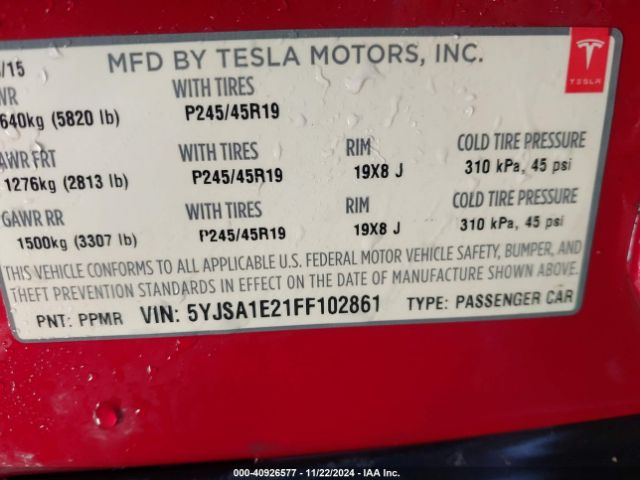 /15 MFD BY TESLA MOTORS, INC.
TESLA
WR WITH TIRES
640kg (5820 lb) P245/45R19
AWR FRT WITH TIRES RIM COLD TIRE PRESSURE
1276kg (2813 lb) P245/45R19 19X8 J 310 kPa, 45 psi
GAWR RR WITH TIRES RIM COLD TIRE PRESSURE
1500kg (3307 lb) P245/45R19 19X8 J 310 kPa, 45 psi
THIS VEHICLE CONFORMS TO ALL APPLICABLE U.S. FEDERAL MOTOR VEHICLE SAFETY, BUMPER, AND
THEFT PREVENTION STANDARDS IN EFFECT ON THE DATE OF MANUFACTURE SHOWN ABOVE.
PNT: PPMR VIN: 5YJSA1E21FF102861 TYPE: PASSENGER CAR
000-40926577 - 11/22/2024 - IAA Inc.